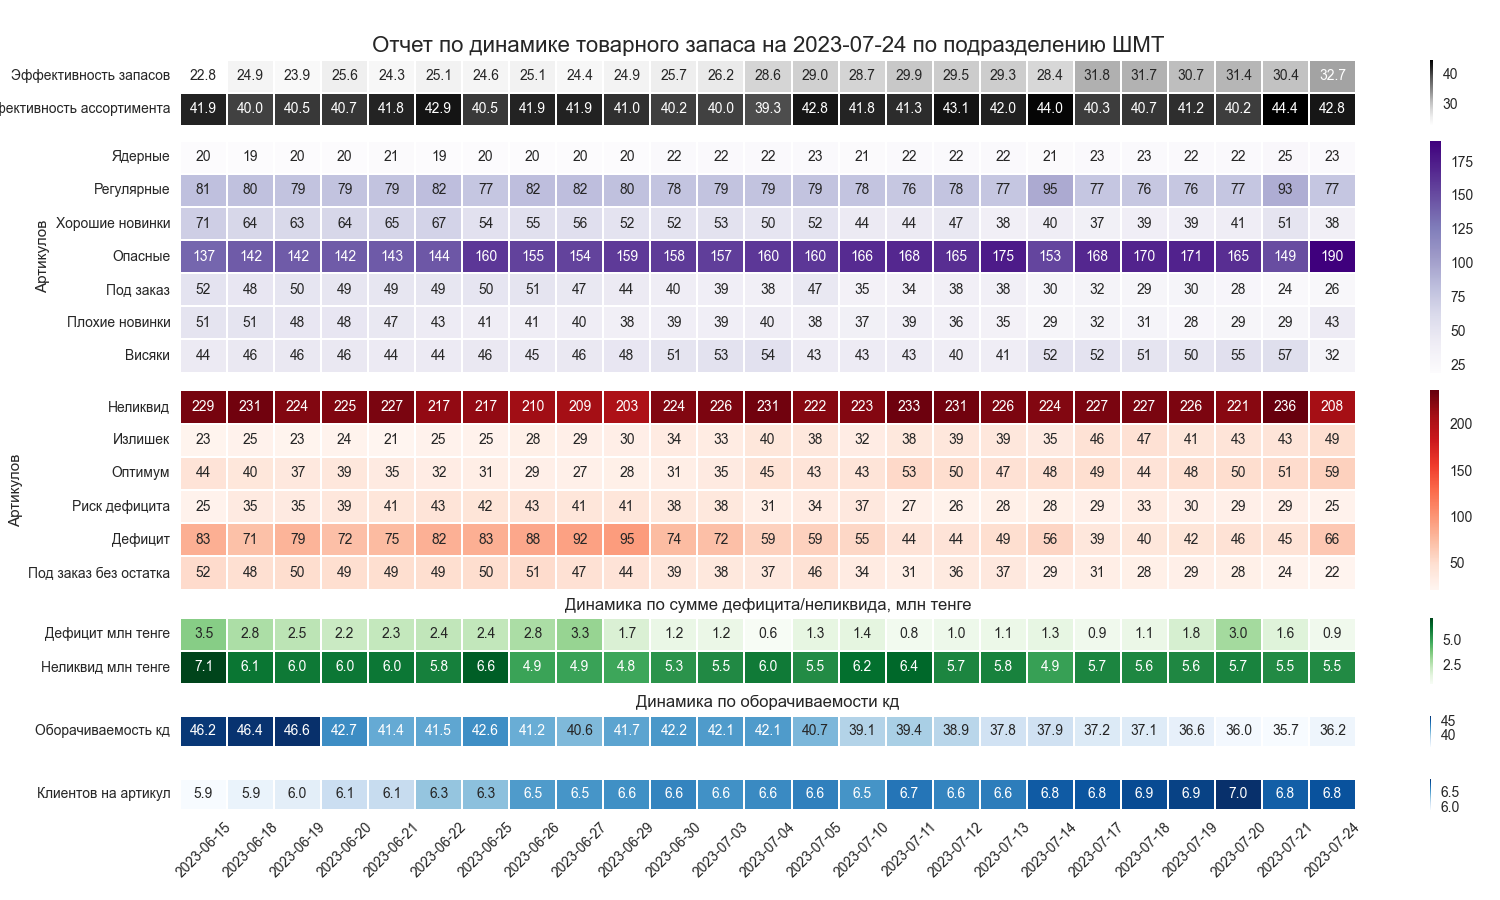 Отчет по динамике товарного запаса на 2023-07-24 по подразделению ШМТ
Эффективность запасов 22.8 24.9 23.9 25.6 24.3 25.1 24.6 25.1 24.4 24.9 25.7 26.2 28.6 29.0 28.7 29.9 29.5 29.3 28.4 31.8 31.7 30.7 31.4 30.4 32.7
фективность ассортимента 41.9 40.0 40.5 40.7 41.8 42.9 40.5 41.9 41.9 41.0 40.2 40.0 39.3 42.8 41.8 41.3 43.1 42.0 44.0 40.3 40.7 41.2 40.2 44.4 42.8
40
30
Артикулов
Ядерные 20 19 20 20 21 19 20 20 20 20 22 22 22 23 21 22 22 22 21 23 23 22 22 25 23
Регулярные 81 80 79 79 79 82 77 82 82 80 78 79 79 79 78 76 78 77 95 77 76 76 77 93 77
Хорошие новинки 71 64 63 64 65 67 54 55 56 52 52 53 50 52 44 44 47 38 40 37 39 39 41 51 38
Опасные 137 142 142 142 143 144 160 155 154 159 158 157 160 160 166 168 165 175 153 168 170 171 165 149 190
Под заказ 52 48 50 49 49 49 50 51 47 44 40 39 38 47 35 34 38 38 30 32 29 30 28 24 26
Плохие новинки 51 51 48 48 47 43 41 41 40 38 39 39 40 38 37 39 36 35 29 32 31 28 29 29 43
Висяки 44 46 46 46 44 44 46 45 46 48 51 53 54 43 43 43 40 41 52 52 51 50 55 57 32
175
150
125
100
75
50
25
Артикулов
Неликвид 229 231 224 225 227 217 217 210 209 203 224 226 231 222 223 233 231 226 224 227 227 226 221 236 208
Излишек 23 25 23 24 21 25 25 28 29 30 34 33 40 38 32 38 39 39 35 46 47 41 43 43 49
Оптимум 44 40 37 39 35 32 31 29 27 28 31 35 45 43 43 53 50 47 48 49 44 48 50 51 59
Риск дефицита 25 35 35 39 41 43 42 43 41 41 38 38 31 34 37 27 26 28 28 29 33 30 29 29 25
Дефицит 83 71 79 72 75 82 83 88 92 95 74 72 59 59 55 44 44 49 56 39 40 42 46 45 66
Под заказ без остатка 52 48 50 49 49 49 50 51 47 44 39 38 37 46 34 31 36 37 29 31 28 29 28 24 22
200
150
100
50
Динамика по сумме дефицита/неликвида, млн тенге
Дефицит млн тенге 3.5 2.8 2.5 2.2 2.3 2.4 2.4 2.8 3.3 1.7 1.2 1.2 0.6 1.3 1.4 0.8 1.0 1.1 1.3 0.9 1.1 1.8 3.0 1.6 0.9
Неликвид млн тенге 7.1 6.1 6.0 6.0 6.0 5.8 6.6 4.9 4.9 4.8 5.3 5.5 6.0 5.5 6.2 6.4 5.7 5.8 4.9 5.7 5.6 5.6 5.7 5.5 5.5
5.0
2.5
Динамика по оборачиваемости кд
Оборачиваемость кд 46.2 46.4 46.6 42.7 41.4 41.5 42.6 41.2 40.6 41.7 42.2 42.1 42.1 40.7 39.1 39.4 38.9 37.8 37.9 37.2 37.1 36.6 36.0 35.7 36.2
45
40
Клиентов на артикул 5.9 5.9 6.0 6.1 6.1 6.3 6.3 6.5 6.5 6.6 6.6 6.6 6.6 6.6 6.5 6.7 6.6 6.6 6.8 6.8 6.9 6.9 7.0 6.8 6.8
6.5
6.0
2023-06-15 2023-06-18 2023-06-19 2023-06-20 2023-06-21 2023-06-22 2023-06-25 2023-06-26 2023-06-27 2023-06-29 2023-06-30 2023-07-03 2023-07-04 2023-07-05 2023-07-10 2023-07-11 2023-07-12 2023-07-13 2023-07-14 2023-07-17 2023-07-18 2023-07-19 2023-07-20 2023-07-21 2023-07-24